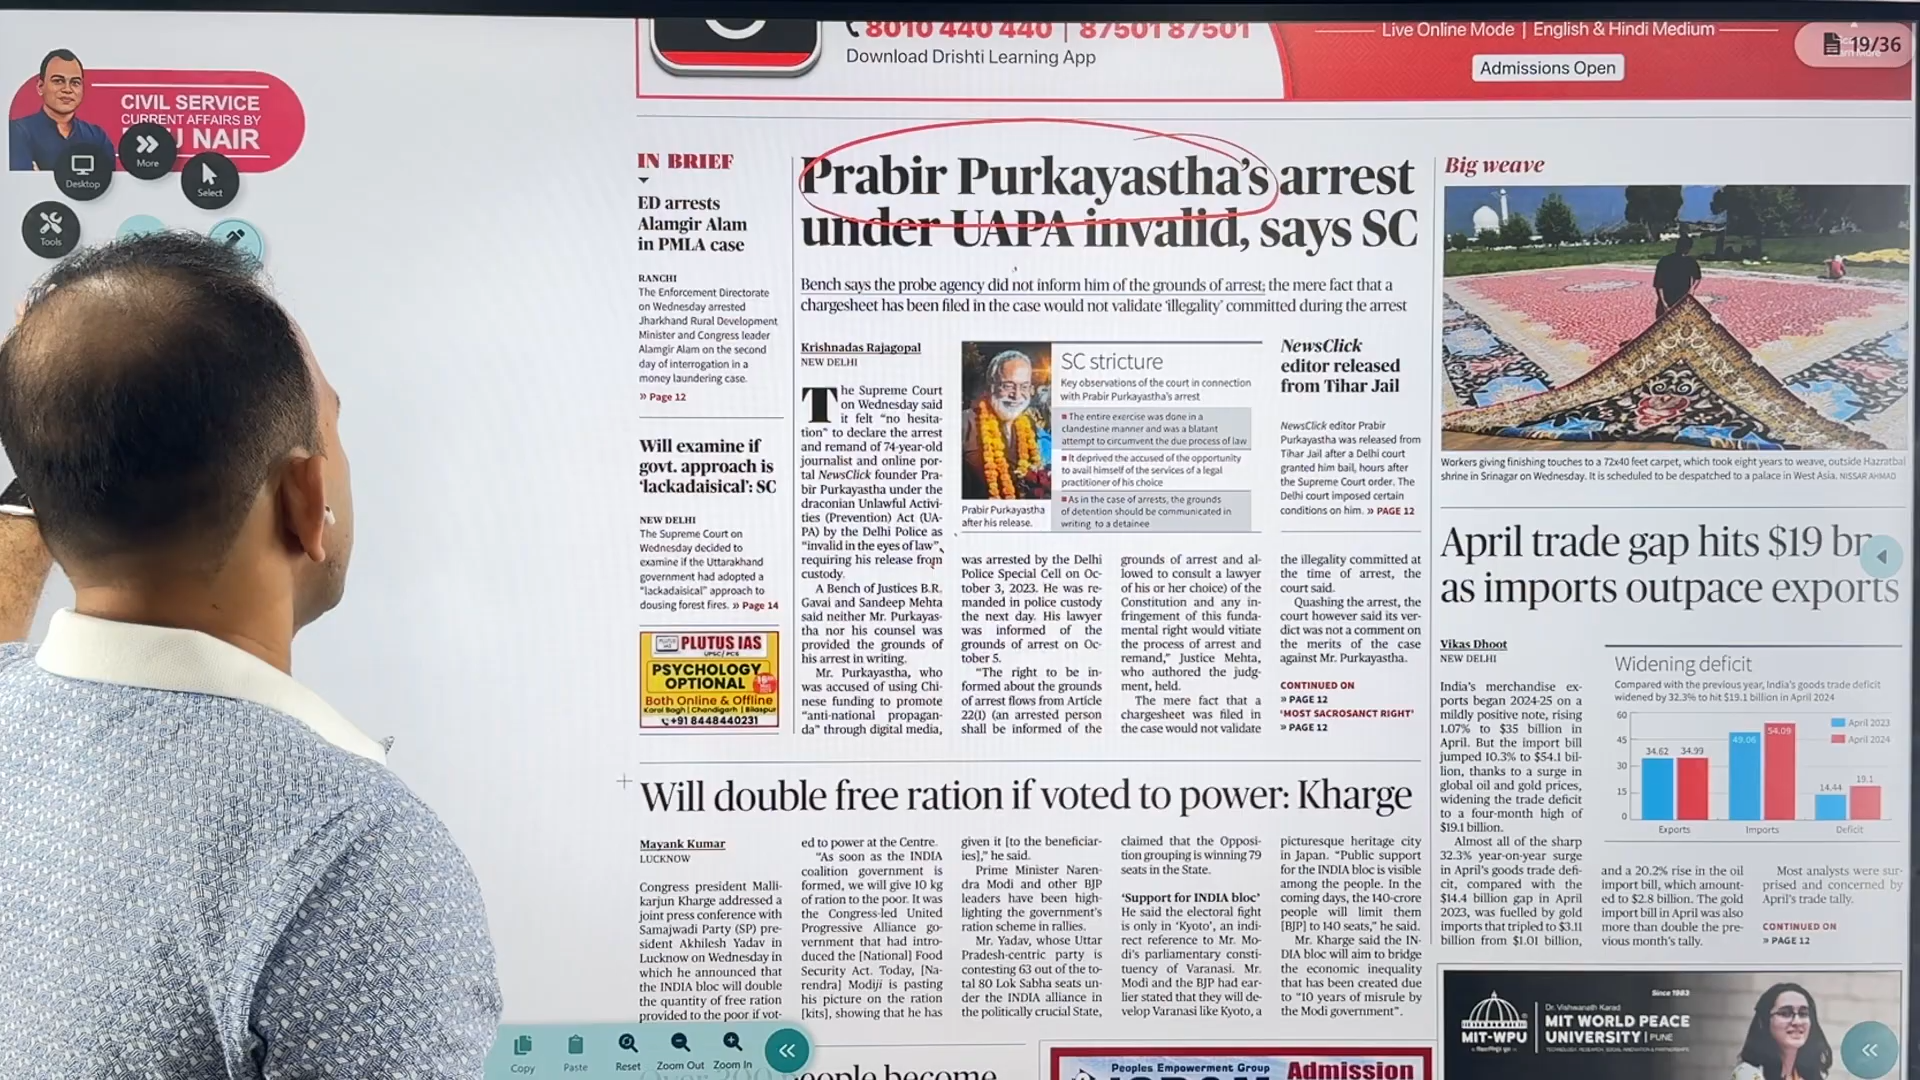 8010 440 440 | 87501 87501
Download Drishti Learning App
Live Online Mode | English & Hindi Medium
Admissions Open
19/36
CIVIL SERVICE
CURRENT AFFAIRS BY
NAIR
Desktop
More
Select
Tools
IN BRIEF
ED arrests
Alamgir Alam
in PMLA case
RANCHI
The Enforcement Directorate
on Wednesday arrested
Jharkhand Rural Development
Minister and Congress leader
Alamgir Alam on the second
day of interrogation in a
money laundering case.
» Page 12
Will examine if
govt. approach is
‘lackadaisical’: SC
NEW DELHI
The Supreme Court on
Wednesday decided to
examine if the Uttarakhand
government had adopted a
“lackadaisical” approach to
dousing forest fires. » Page 14
PLUTUS IAS
UPSC/PCS
PSYCHOLOGY
OPTIONAL
Both Online & Offline
Karol Bagh | Chandigarh | Bilaspur
+91 8448440231
Prabir Purkayastha’s arrest
under UAPA invalid, says SC
Bench says the probe agency did not inform him of the grounds of arrest; the mere fact that a
chargesheet has been filed in the case would not validate ‘illegality’ committed during the arrest
Krishnadas Rajagopal
NEW DELHI
The Supreme Court
on Wednesday said
it felt “no hesita-
tion” to declare the arrest
and remand of 74-year-old
journalist and online por-
tal NewsClick founder Pra-
bir Purkayastha under the
draconian Unlawful Activi-
ties (Prevention) Act (UA-
PA) by the Delhi Police as
“invalid in the eyes of law”,
requiring his release from
custody.
A Bench of Justices B.R.
Gavai and Sandeep Mehta
said neither Mr. Purkayas-
tha nor his counsel was
provided the grounds of
his arrest in writing.
Mr. Purkayastha, who
was accused of using Chi-
nese funding to promote
“anti-national propagan-
da” through digital media,
Prabir Purkayastha
after his release.
SC stricture
Key observations of the court in connection
with Prabir Purkayastha’s arrest
■ The entire exercise was done in a
clandestine manner and was a blatant
attempt to circumvent the due process of law
■ It deprived the accused of the opportunity
to avail himself of the services of a legal
practitioner of his choice
■ As in the case of arrests, the grounds
of detention should be communicated in
writing to a detainee
was arrested by the Delhi
Police Special Cell on Oc-
tober 3, 2023. He was re-
manded in police custody
the next day. His lawyer
was informed of the
grounds of arrest on Oc-
tober 5.
“The right to be in-
formed about the grounds
of arrest flows from Article
22(1) (an arrested person
shall be informed of the
grounds of arrest and al-
lowed to consult a lawyer
of his or her choice) of the
Constitution and any in-
fringement of this funda-
mental right would vitiate
the process of arrest and
remand,” Justice Mehta,
who authored the judg-
ment, held.
The mere fact that a
chargesheet was filed in
the case would not validate
NewsClick
editor released
from Tihar Jail
NewsClick editor Prabir
Purkayastha was released from
Tihar Jail after a Delhi court
granted him bail, hours after
the Supreme Court order. The
Delhi court imposed certain
conditions on him. » PAGE 12
the illegality committed at
the time of arrest, the
court said.
Quashing the arrest, the
court however said its ver-
dict was not a comment on
the merits of the case
against Mr. Purkayastha.
CONTINUED ON
» PAGE 12
‘MOST SACROSANCT RIGHT’
» PAGE 12
Big weave
Workers giving finishing touches to a 72x40 feet carpet, which took eight years to weave, outside Hazratbal
shrine in Srinagar on Wednesday. It is scheduled to be despatched to a palace in West Asia. NISSAR AHMAD
April trade gap hits $19 bn
as imports outpace exports
Vikas Dhoot
NEW DELHI
India’s merchandise ex-
ports began 2024-25 on a
mildly positive note, rising
1.07% to $35 billion in
April. But the import bill
jumped 10.3% to $54.1 bil-
lion, thanks to a surge in
global oil and gold prices,
widening the trade deficit
to a four-month high of
$19.1 billion.
Almost all of the sharp
32.3% year-on-year surge
in April’s goods trade defi-
cit, compared with the
$14.4 billion gap in April
2023, was fuelled by gold
imports that tripled to $3.11
billion from $1.01 billion,
Widening deficit
Compared with the previous year, India’s goods trade deficit
widened by 32.3% to hit $19.1 billion in April 2024
60
45
30
15
0
34.62
34.99
49.06
54.09
14.44
19.1
April 2023
April 2024
Exports
Imports
Deficit
and a 20.2% rise in the oil
import bill, which amount-
ed to $2.8 billion. The gold
import bill in April was also
more than double the pre-
vious month’s tally.
Most analysts were sur-
prised and concerned by
April’s trade tally.
CONTINUED ON
» PAGE 12
Will double free ration if voted to power: Kharge
Mayank Kumar
LUCKNOW
Congress president Malli-
karjun Kharge addressed a
joint press conference with
Samajwadi Party (SP) pre-
sident Akhilesh Yadav in
Lucknow on Wednesday in
which he announced that
the INDIA bloc will double
the quantity of free ration
provided to the poor if vot-
ed to power at the Centre.
“As soon as the INDIA
coalition government is
formed, we will give 10 kg
of ration to the poor. It was
the Congress-led United
Progressive Alliance go-
vernment that had intro-
duced the [National] Food
Security Act. Today, [Na-
rendra] Modiji is pasting
his picture on the ration
[kits], showing that he has
given it [to the beneficiar-
ies],” he said.
Prime Minister Naren-
dra Modi and other BJP
leaders have been high-
lighting the government’s
ration scheme in rallies.
Mr. Yadav, whose Uttar
Pradesh-centric party is
contesting 63 out of the to-
tal 80 Lok Sabha seats un-
der the INDIA alliance in
the politically crucial State,
claimed that the Opposi-
tion grouping is winning 79
seats in the State.
‘Support for INDIA bloc’
He said the electoral fight
is only in ‘Kyoto’, an indi-
rect reference to Mr. Mo-
di’s parliamentary consti-
tuency of Varanasi. Mr.
Modi and the BJP had ear-
lier stated that they will de-
velop Varanasi like Kyoto, a
picturesque heritage city
in Japan. “Public support
for the INDIA bloc is visible
among the people. In the
coming days, the 140-crore
people will limit them
[BJP] to 140 seats,” he said.
Mr. Kharge said the IN-
DIA bloc will aim to bridge
the economic inequality
that has been created due
to “10 years of misrule by
the Modi government”.
Since 1983
Dr. Vishwanath Karad
MIT WORLD PEACE
UNIVERSITY | PUNE
MIT-WPU
Copy
Paste
Reset
Zoom Out
Zoom In
people become
Peoples Empowerment Group
Admission